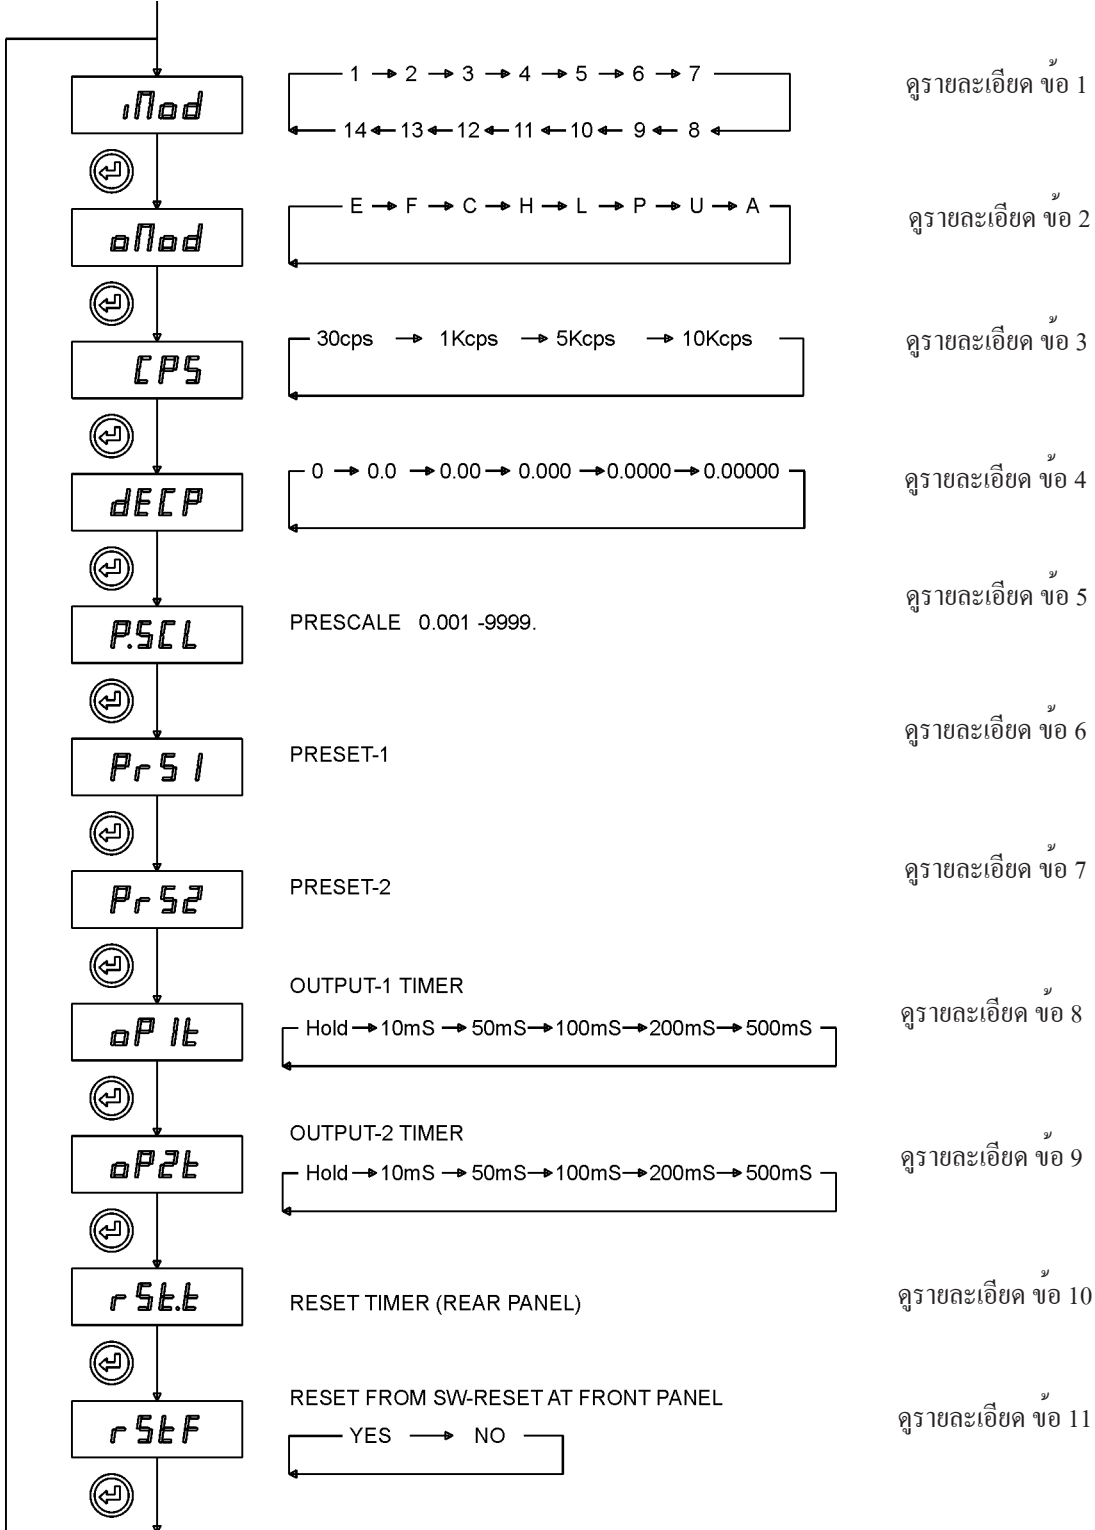 iMod
1 → 2 → 3 → 4 → 5 → 6 → 7
14 ← 13 ← 12 ← 11 ← 10 ← 9 ← 8
ดูรายละเอียด ข้อ 1
oMod
E → F → C → H → L → P → U → A
ดูรายละเอียด ข้อ 2
CPS
30cps → 1Kcps → 5Kcps → 10Kcps
ดูรายละเอียด ข้อ 3
dECP
0 → 0.0 → 0.00 → 0.000 → 0.0000 → 0.00000
ดูรายละเอียด ข้อ 4
P.SCL
PRESCALE 0.001 -9999.
ดูรายละเอียด ข้อ 5
PrS1
PRESET-1
ดูรายละเอียด ข้อ 6
PrS2
PRESET-2
ดูรายละเอียด ข้อ 7
oP1t
OUTPUT-1 TIMER
Hold → 10mS → 50mS → 100mS → 200mS → 500mS
ดูรายละเอียด ข้อ 8
oP2t
OUTPUT-2 TIMER
Hold → 10mS → 50mS → 100mS → 200mS → 500mS
ดูรายละเอียด ข้อ 9
rSt.t
RESET TIMER (REAR PANEL)
ดูรายละเอียด ข้อ 10
rStF
RESET FROM SW-RESET AT FRONT PANEL
YES → NO
ดูรายละเอียด ข้อ 11